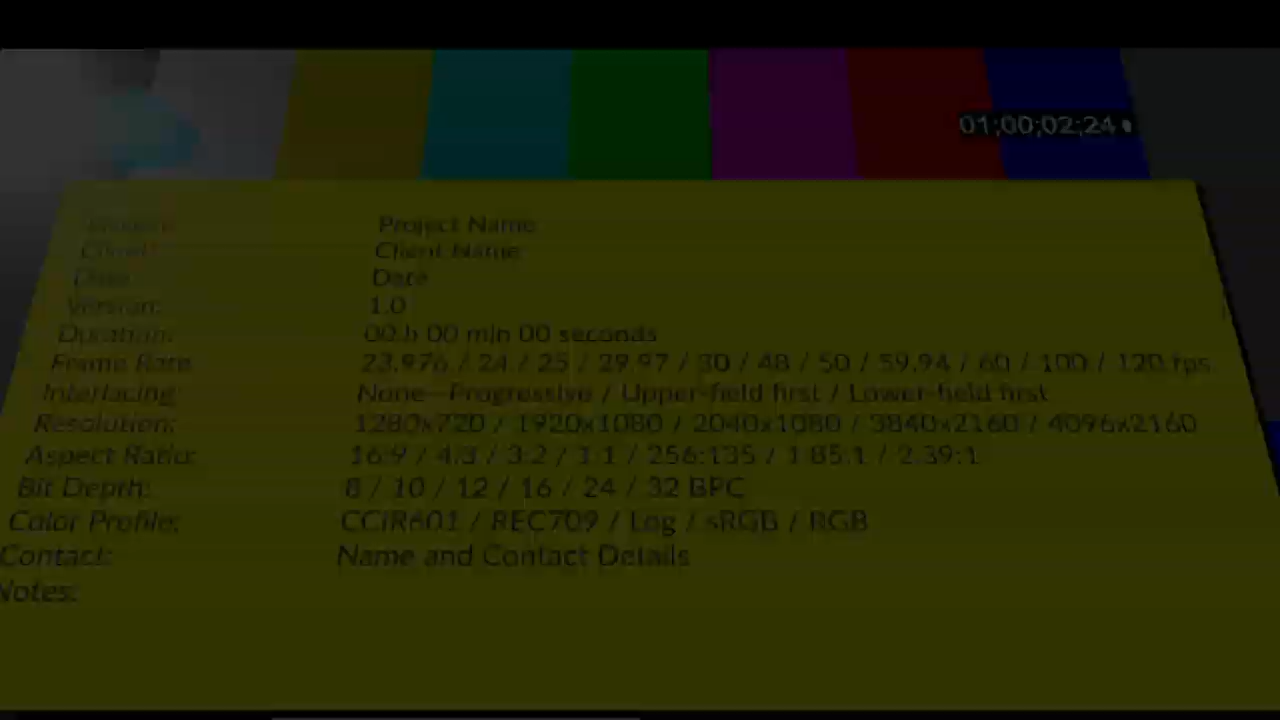 01;00;02;24
Project Name
Client: Client Name
Date Date
Version: 1.0
Duration: 00 h 00 min 00 seconds
Frame Rate 23.976 / 24 / 25 / 29.97 / 30 / 48 / 50 / 59.94 / 60 / 100 / 120 fps
Interlacing None—Progressive / Upper-field first / Lower-field first
Resolution: 1280x720 / 1920x1080 / 2040x1080 / 3840x2160 / 4096x2160
Aspect Ratio: 16:9 / 4:3 / 3:2 / 1:1 / 256:135 / 1.85:1 / 2.39:1
Bit Depth: 8 / 10 / 12 / 16 / 24 / 32 BPC
Color Profile: CCIR601 / REC709 / Log / sRGB / RGB
Contact: Name and Contact Details
Notes: